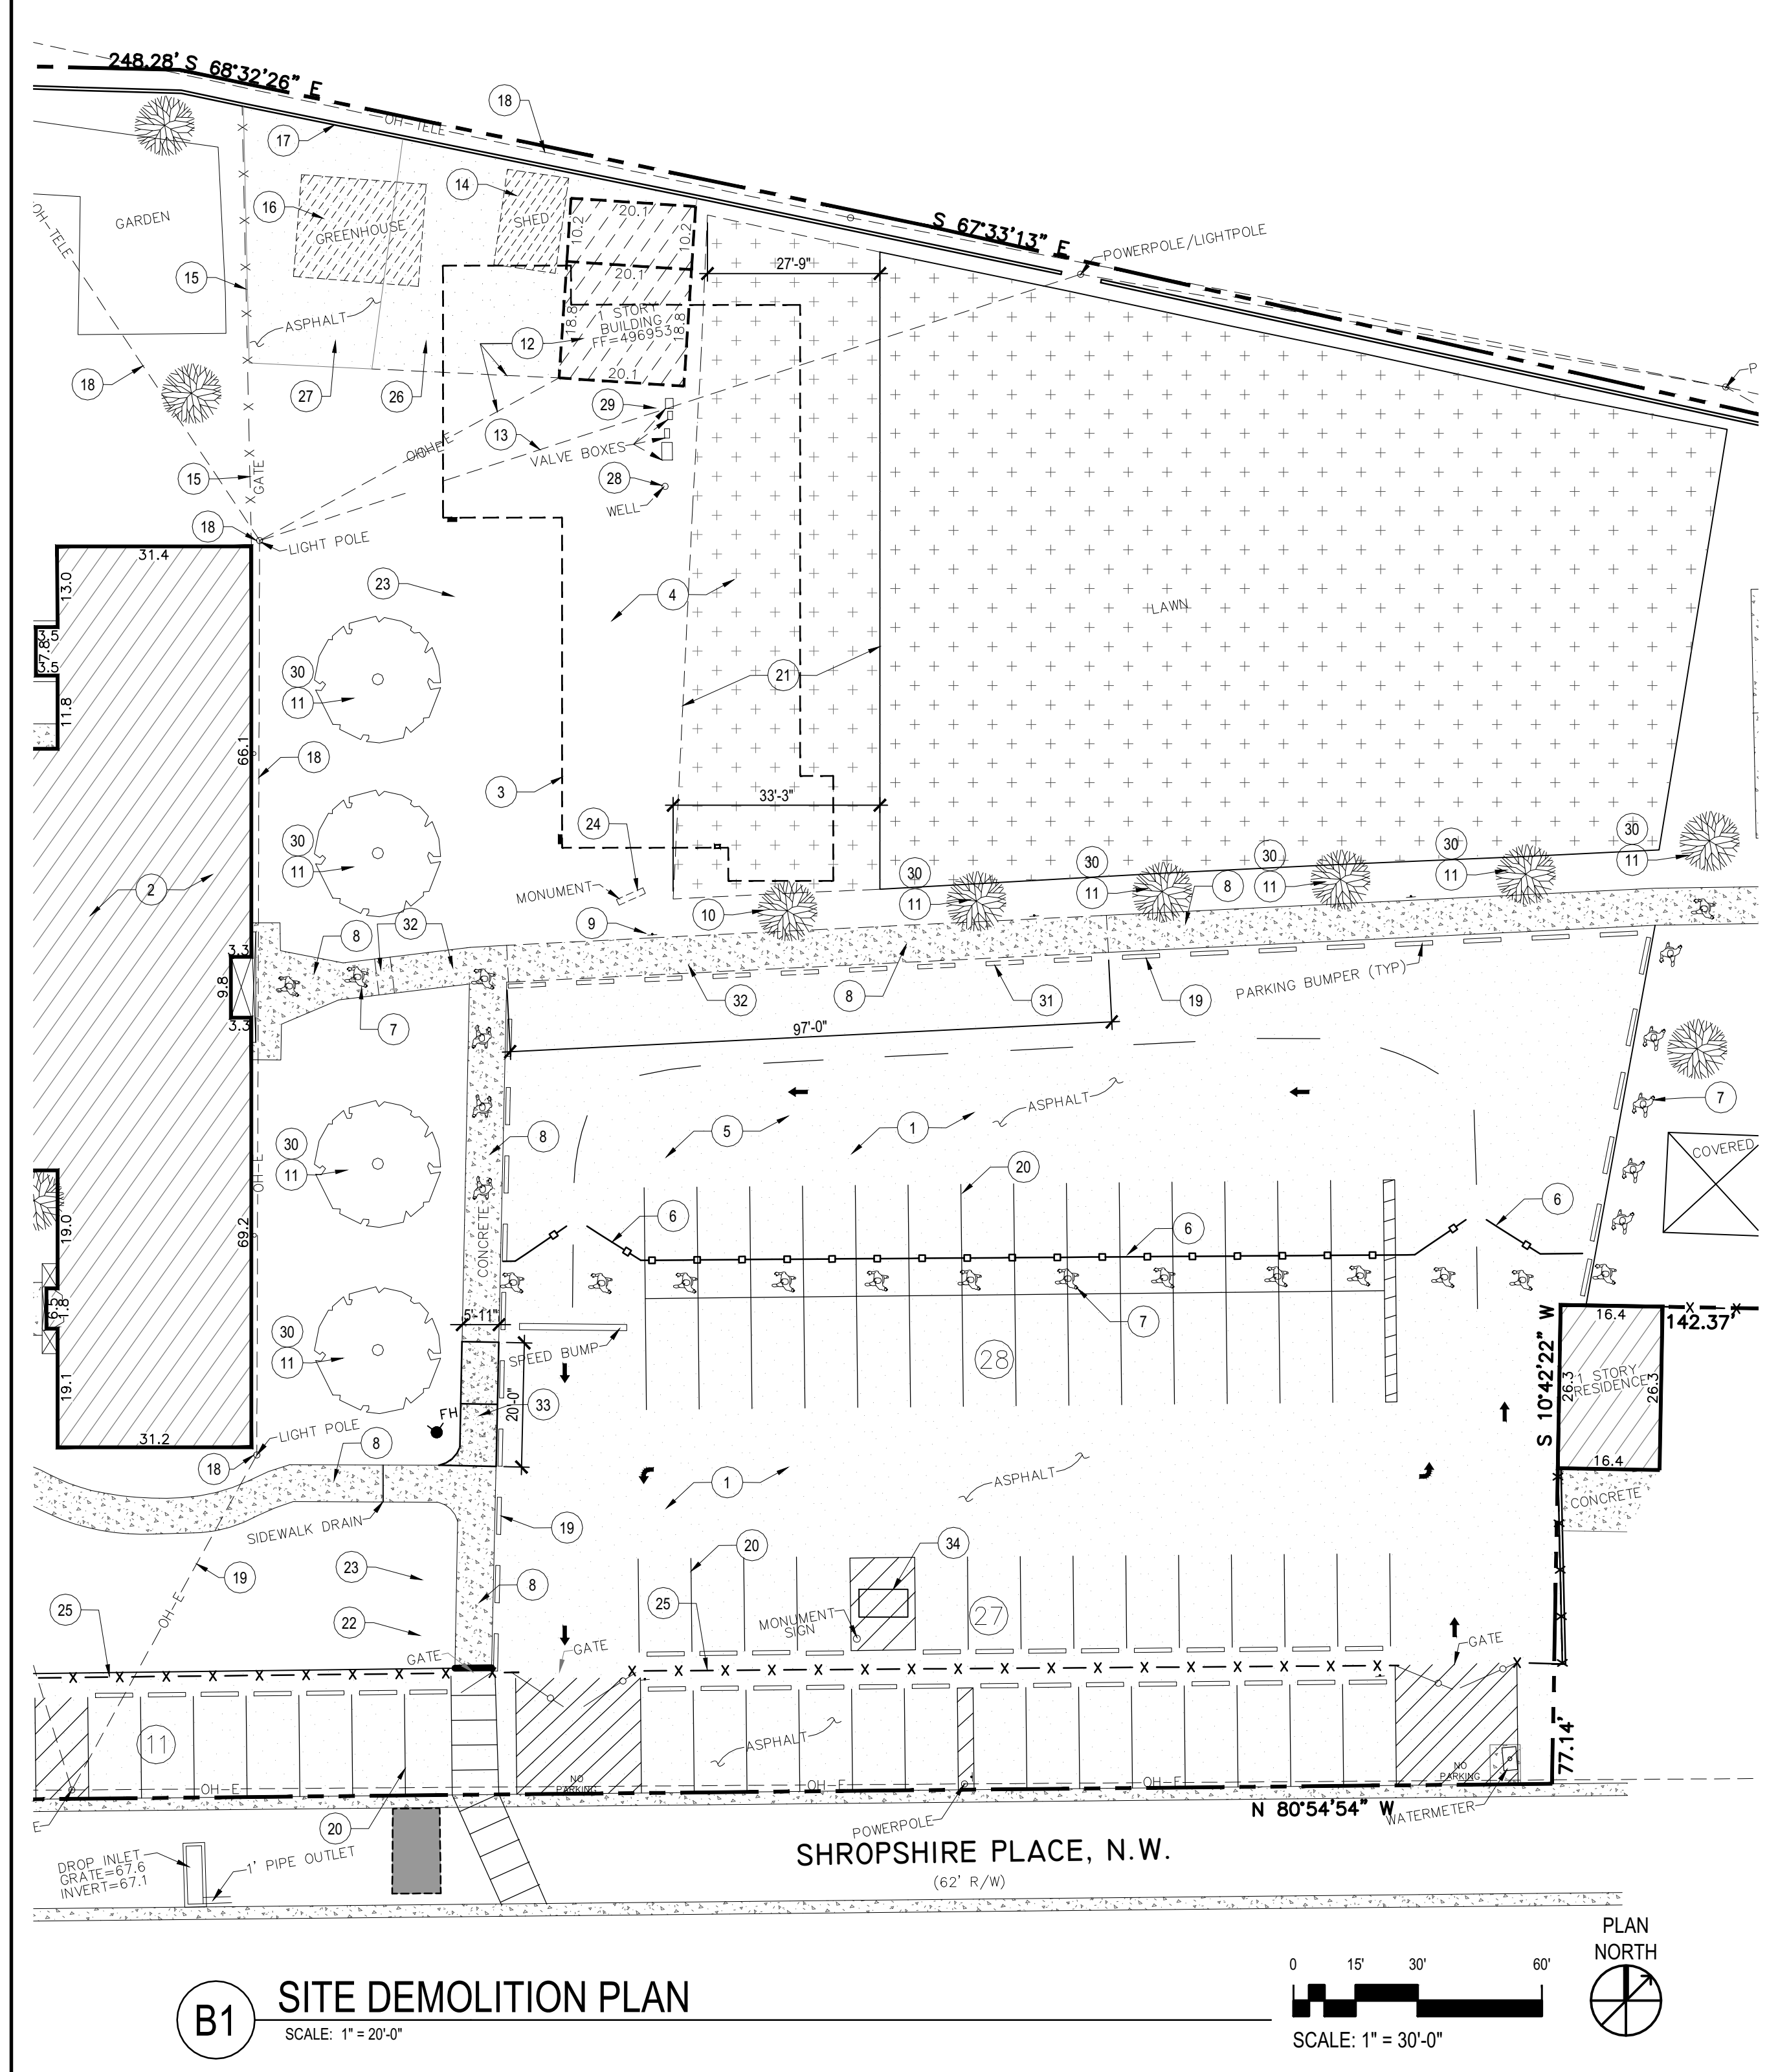 248.28' S 68°32'26" E
OH-TELE
18
17
14
16
GARDEN
GREENHOUSE
SHED
20.1
10.2
10.2
S 67°33'13" E
POWERPOLE/LIGHTPOLE
OH-TELE
15
27'-9"
20.1
ASPHALT
18.8
1 STORY
BUILDING
FF=496953
18.8
12
P
18
27
26
20.1
29
13
OH-E
VALVE BOXES
15
GATE
28
WELL
18
LIGHT POLE
31.4
13.0
23
4
LAWN
3.5
7.8
3.5
30
11
21
11.8
66.1
18
3
33'-3"
24
30
11
2
MONUMENT
30
11
30
11
30
11
30
11
30
11
8
10
9
8
32
3.3
9.8
3.3
7
32
8
31
19
PARKING BUMPER (TYP)
97'-0"
ASPHALT
7
5
1
8
30
11
COVERED
20
OH-E
CONCRETE
6
6
6
19.0
69.2
6.5
1.8
7
5'-11"
SPEED BUMP
28
30
11
19.1
20'-0"
33
FH
S 10°42'22" W
142.37'
16.4
1 STORY
RESIDENCE
26.3
26.3
16.4
31.2
LIGHT POLE
18
8
1
ASPHALT
CONCRETE
SIDEWALK DRAIN
19
20
34
23
19
8
25
25
27
MONUMENT
SIGN
22
OH-E
GATE
GATE
GATE
11
ASPHALT
NO
PARKING
NO
PARKING
77.14'
OH-E
OH-E
OH-E
N 80°54'54" W
WATERMETER
E
20
POWERPOLE
SHROPSHIRE PLACE, N.W.
(62' R/W)
DROP INLET
GRATE=67.6
INVERT=67.1
1' PIPE OUTLET
PLAN
NORTH
0 15' 30' 60'
B1
SITE DEMOLITION PLAN
SCALE: 1" = 20'-0"
SCALE: 1" = 30'-0"